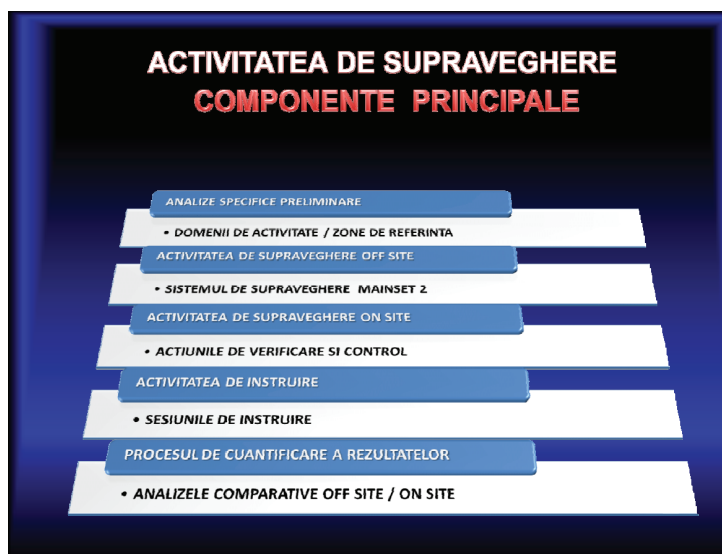 ACTIVITATEA DE SUPRAVEGHERE
COMPONENTE PRINCIPALE
ANALIZE SPECIFICE PRELIMINARE
• DOMENII DE ACTIVITATE / ZONE DE REFERINTA
ACTIVITATEA DE SUPRAVEGHERE OFF SITE
• SISTEMUL DE SUPRAVEGHERE MAINSET 2
ACTIVITATEA DE SUPRAVEGHERE ON SITE
• ACTIUNILE DE VERIFICARE SI CONTROL
ACTIVITATEA DE INSTRUIRE
• SESIUNILE DE INSTRUIRE
PROCESUL DE CUANTIFICARE A REZULTATELOR
• ANALIZELE COMPARATIVE OFF SITE / ON SITE